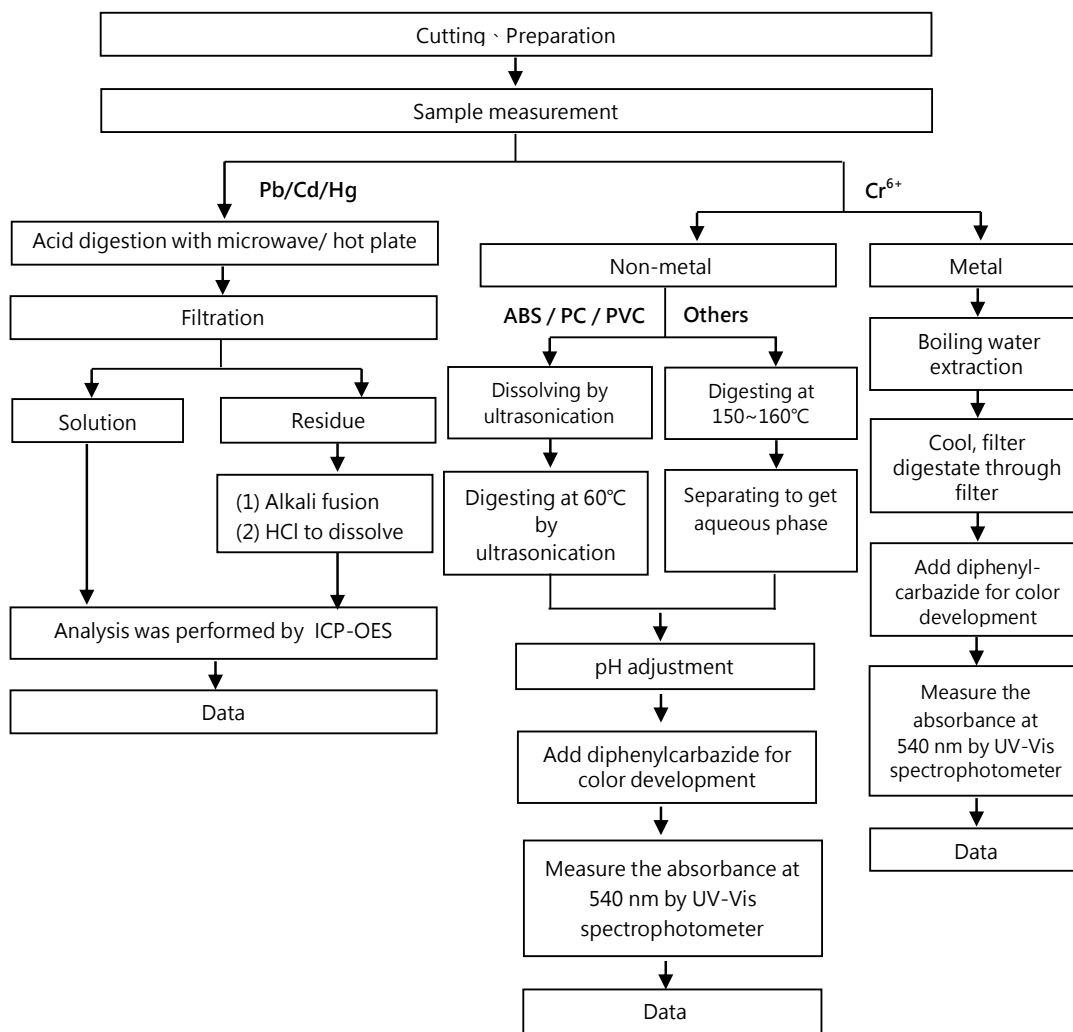 Cutting、Preparation
Sample measurement
Pb/Cd/Hg
Cr6+
Acid digestion with microwave/ hot plate
Filtration
Solution
Residue
(1) Alkali fusion
(2) HCl to dissolve
Analysis was performed by ICP-OES
Data
Non-metal
ABS / PC / PVC
Others
Dissolving by
ultrasonication
Digesting at 60℃
by
ultrasonication
Digesting at
150~160℃
Separating to get
aqueous phase
pH adjustment
Add diphenylcarbazide for
color development
Measure the absorbance at
540 nm by UV-Vis
spectrophotometer
Data
Metal
Boiling water
extraction
Cool, filter
digestate through
filter
Add diphenyl-
carbazide for color
development
Measure the
absorbance at
540 nm by UV-Vis
spectrophotometer
Data